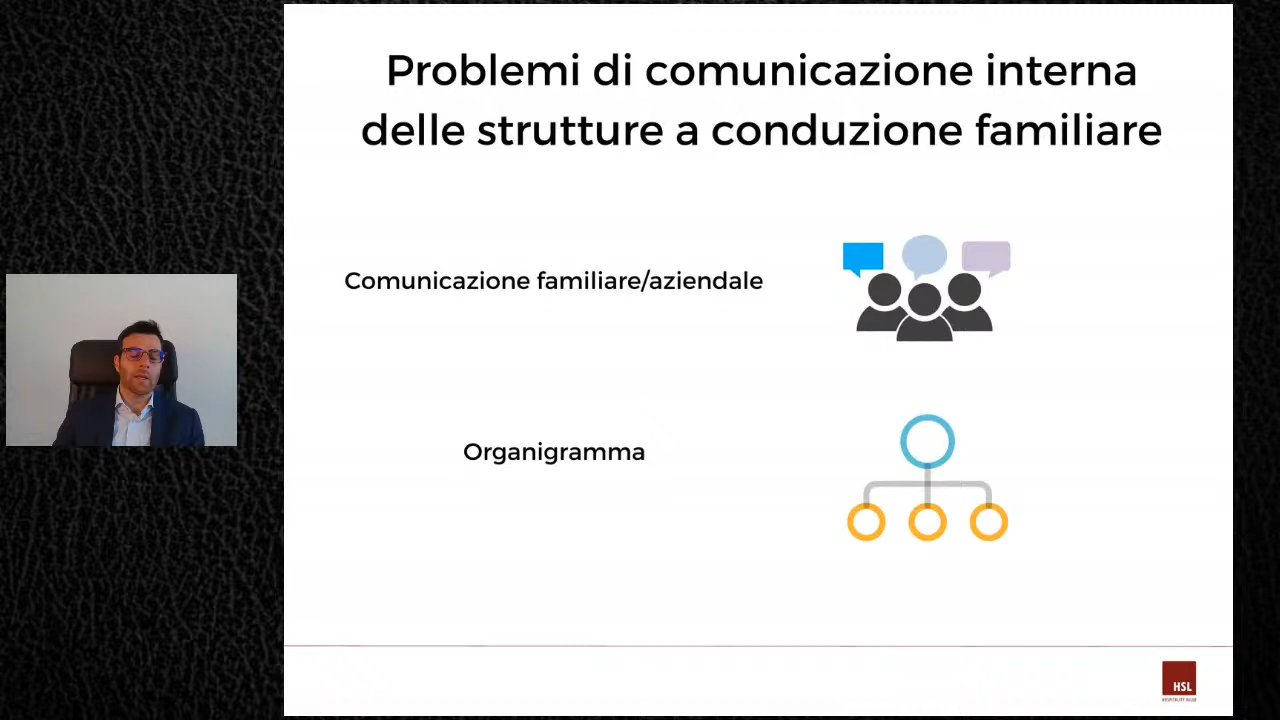 Problemi di comunicazione interna
delle strutture a conduzione familiare
Comunicazione familiare/aziendale
Organigramma
HSL